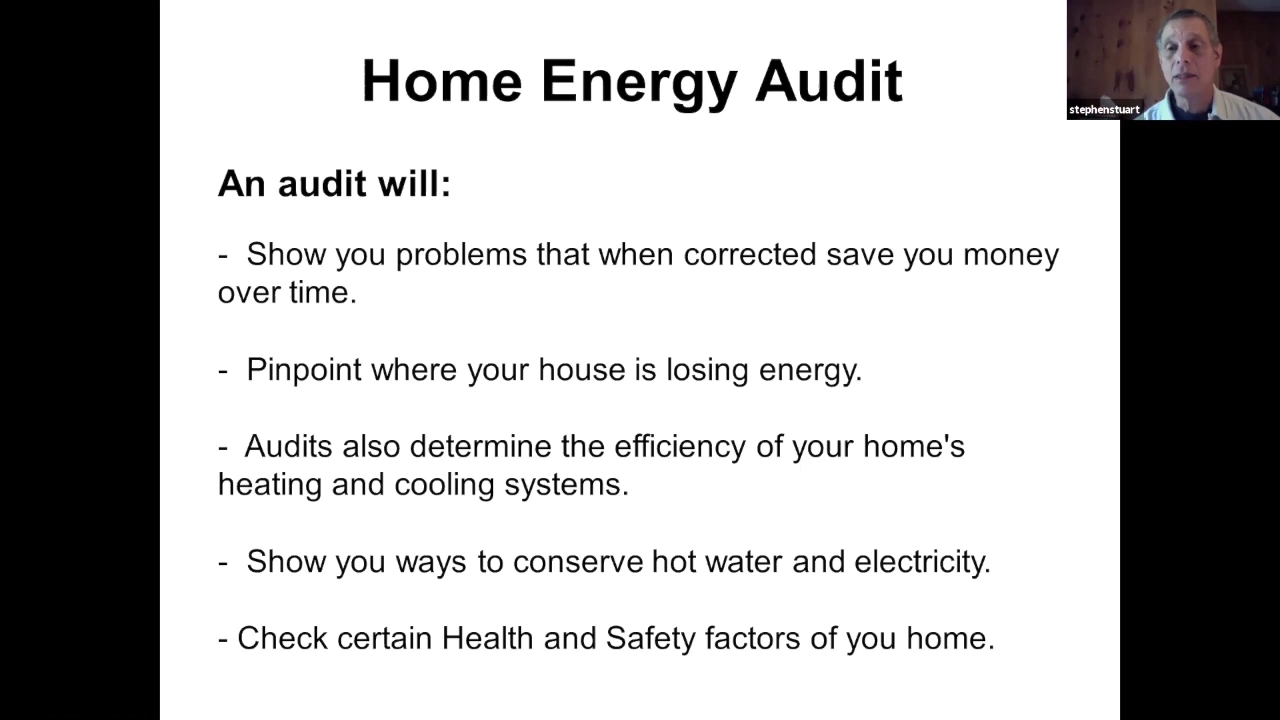 Home Energy Audit
stephenstuart
An audit will:
- Show you problems that when corrected save you money
over time.
- Pinpoint where your house is losing energy.
- Audits also determine the efficiency of your home's
heating and cooling systems.
- Show you ways to conserve hot water and electricity.
- Check certain Health and Safety factors of you home.